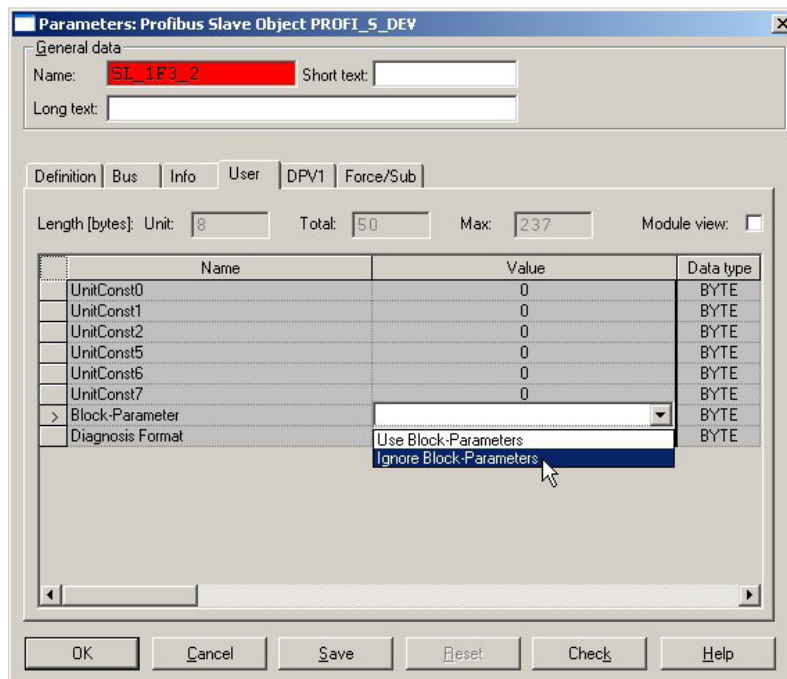 Parameters: Profibus Slave Object PROFI_S_DEV
General data
Name: SL_1F3_2 Short text:
Long text:
Definition Bus Info User DPV1 Force/Sub
Length [bytes]: Unit: 8 Total: 50 Max: 237 Module view:
Name Value Data type
UnitConst0 0 BYTE
UnitConst1 0 BYTE
UnitConst2 0 BYTE
UnitConst5 0 BYTE
UnitConst6 0 BYTE
UnitConst7 0 BYTE
> Block-Parameter BYTE
Diagnosis Format Use Block-Parameters BYTE
Ignore Block-Parameters
OK Cancel Save Reset Check Help